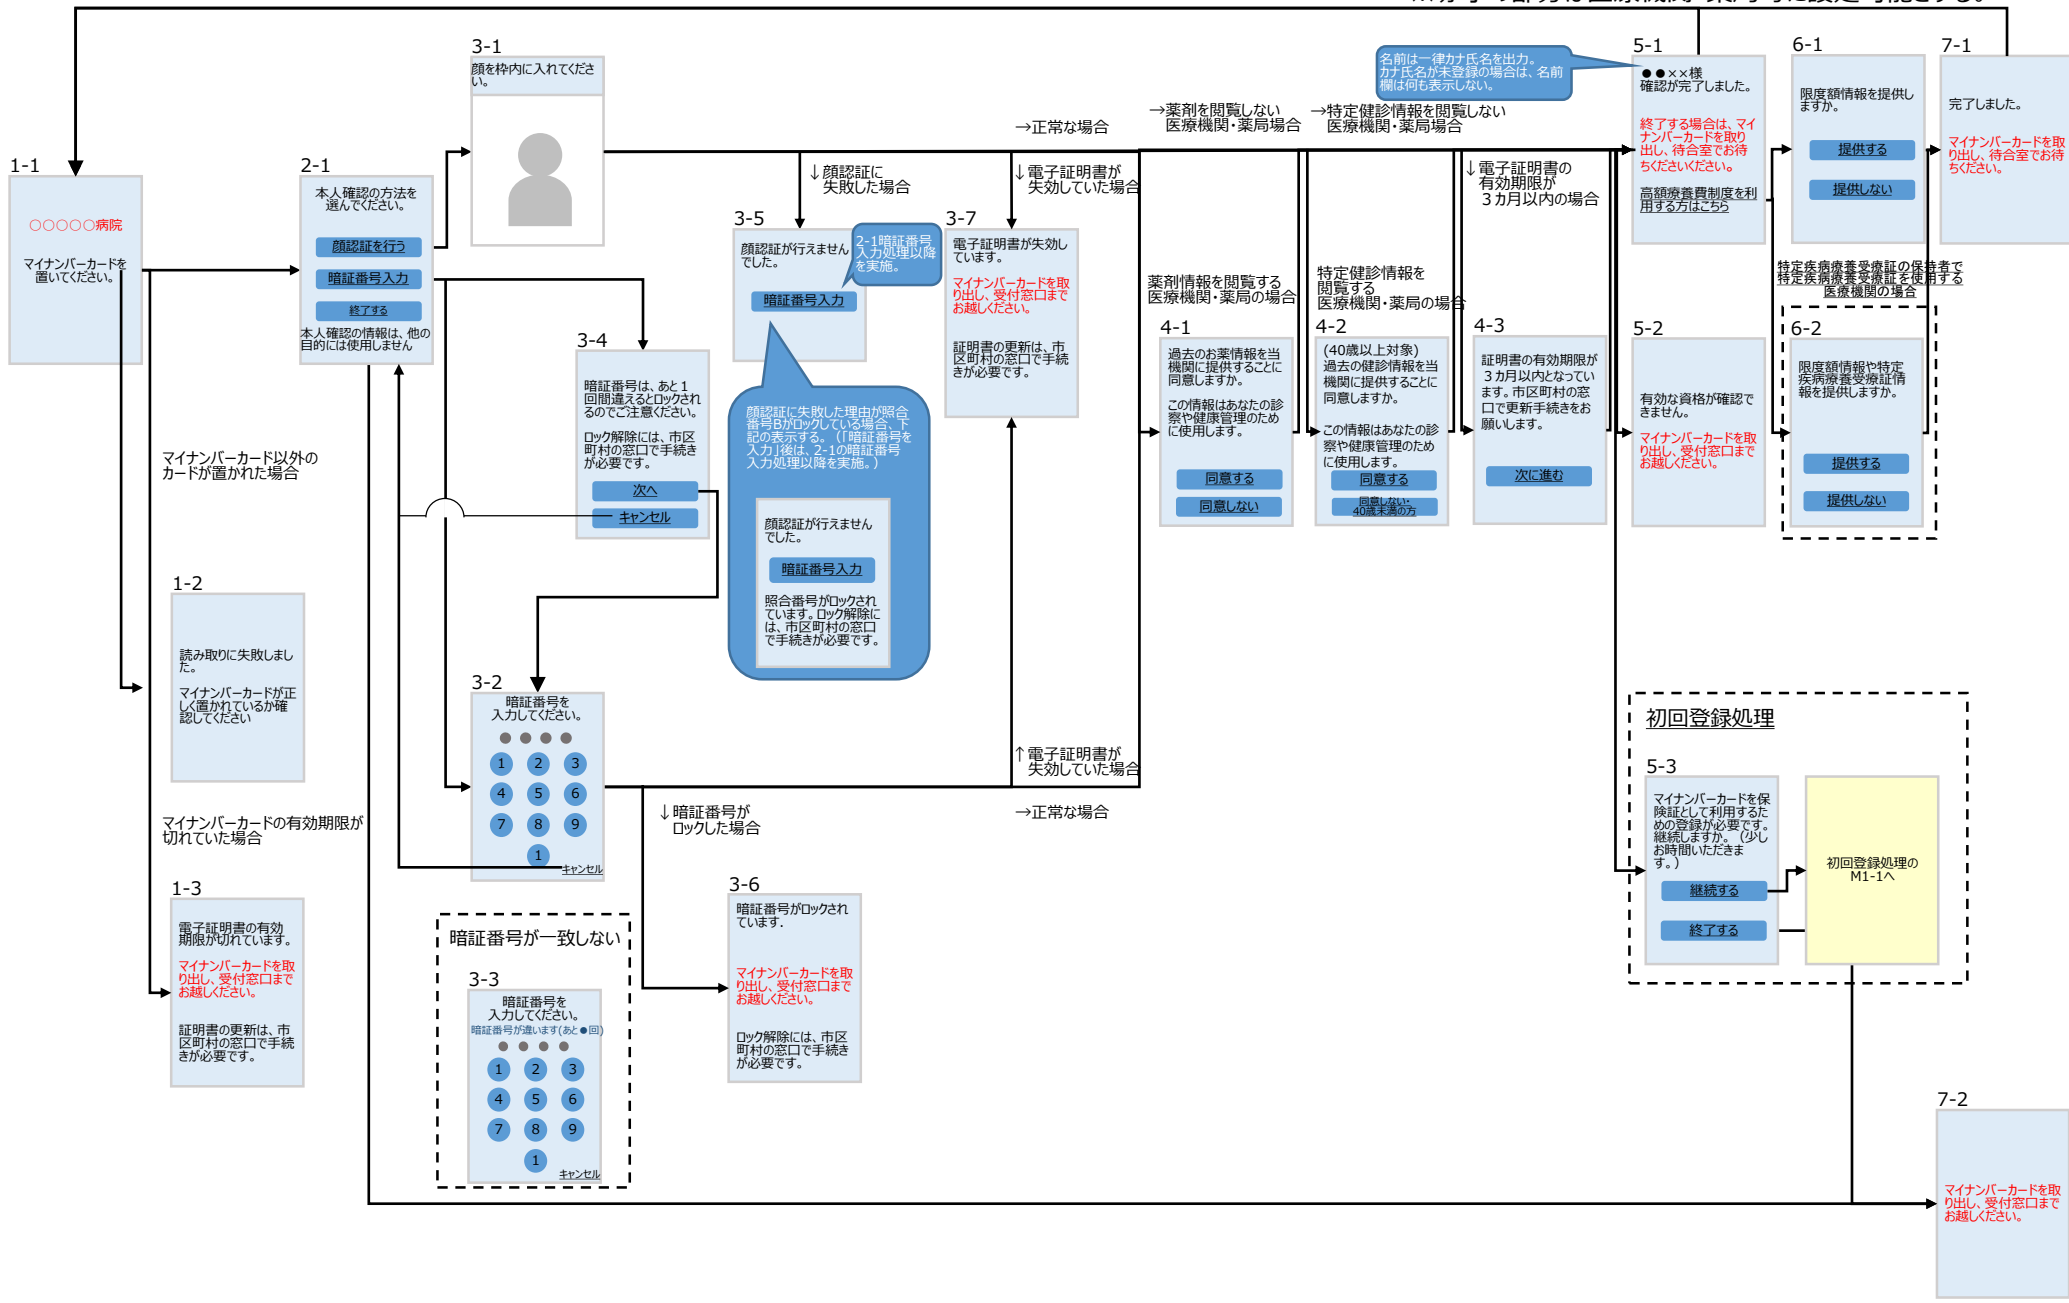 1-1
○○○○○病院
マイナンバーカードを
置いてください。
マイナンバーカード以外の
カードが置かれた場合
1-2
読み取りに失敗しまし
た。
マイナンバーカードが正
しく置かれているか確
認してください
マイナンバーカードの有効期限が
切れていた場合
1-3
電子証明書の有効
期限が切れています。
マイナンバーカードを取
り出し、受付窓口まで
お越しください。
証明書の更新は、市
区町村の窓口で手続
きが必要です。
2-1
本人確認の方法を
選んでください。
顔認証を行う
暗証番号入力
終了する
本人確認の情報は、他の
目的には使用しません
3-1
顔を枠内に入れてくださ
い。
3-4
暗証番号は、あと１
回間違えるとロックされ
るのでご注意ください。
ロック解除には、市区
町村の窓口で手続き
が必要です。
次へ
キャンセル
3-2
暗証番号を
入力してください。
1 2 3
4 5 6
7 8 9
1
キャンセル
暗証番号が一致しない
3-3
暗証番号を
入力してください。
暗証番号が違います(あと●回)
1 2 3
4 5 6
7 8 9
1
キャンセル
↓顔認証に
失敗した場合
3-5
顔認証が行えません
でした。
暗証番号入力
2-1暗証番号
入力処理以降
を実施。
顔認証に失敗した理由が照合
番号Bがロックしている場合、下
記の表示する。（「暗証番号を
入力」後は、2-1の暗証番号
入力処理以降を実施。）
顔認証が行えません
でした。
暗証番号入力
照合番号がロックされ
ています。ロック解除に
は、市区町村の窓口
で手続きが必要です。
↓暗証番号が
ロックした場合
3-6
暗証番号がロックされ
ています.
マイナンバーカードを取
り出し、受付窓口まで
お越しください。
ロック解除には、市区
町村の窓口で手続き
が必要です。
→正常な場合
↓電子証明書が
失効していた場合
3-7
電子証明書が失効し
ています。
マイナンバーカードを取
り出し、受付窓口まで
お越しください。
証明書の更新は、市
区町村の窓口で手続
きが必要です。
↑電子証明書が
失効していた場合
→正常な場合
→薬剤を閲覧しない
医療機関・薬局場合
薬剤情報を閲覧する
医療機関・薬局の場合
4-1
過去のお薬情報を当
機関に提供することに
同意しますか。
この情報はあなたの診
察や健康管理のため
に使用します。
同意する
同意しない
→特定健診情報を閲覧しない
医療機関・薬局場合
特定健診情報を
閲覧する
医療機関・薬局の場合
4-2
(40歳以上対象)
過去の健診情報を当
機関に提供することに
同意しますか。
この情報はあなたの診
察や健康管理のため
に使用します。
同意する
同意しない・
40歳未満の方
↓電子証明書の
有効期限が
３カ月以内の場合
4-3
証明書の有効期限が
３カ月以内となってい
ます。市区町村の窓
口で更新手続きをお
願いします。
次に進む
名前は一律カナ氏名を出力。
カナ氏名が未登録の場合は、名前
欄は何も表示しない。
5-1
●●××様
確認が完了しました。
終了する場合は、マイ
ナンバーカードを取り
出し、待合室でお待
ちくださいください。
高額療養費制度を利
用する方はこちら
5-2
有効な資格が確認で
きません。
マイナンバーカードを取
り出し、受付窓口まで
お越しください。
初回登録処理
5-3
マイナンバーカードを保
険証として利用するた
めの登録が必要です。
継続しますか。（少し
お時間いただきま
す。）
継続する
終了する
初回登録処理の
M1-1へ
6-1
限度額情報を提供し
ますか。
提供する
提供しない
特定疾病療養受療証の保持者で
特定疾病療養受療証を使用する
医療機関の場合
6-2
限度額情報や特定
疾病療養受療証情
報を提供しますか。
提供する
提供しない
7-1
完了しました。
マイナンバーカードを取
り出し、待合室でお待
ちください。
7-2
マイナンバーカードを取
り出し、受付窓口まで
お越しください。